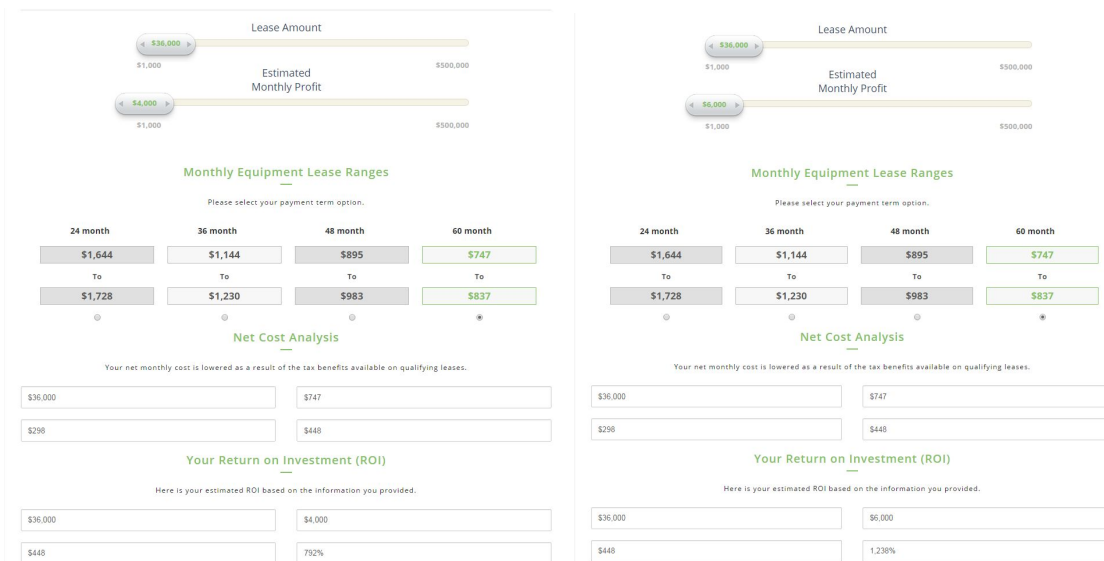 Lease Amount
$36,000
$1,000 $500,000
Estimated
Monthly Profit
$4,000
$1,000 $500,000
Monthly Equipment Lease Ranges
Please select your payment term option.
24 month 36 month 48 month 60 month
$1,644 $1,144 $895 $747
To To To To
$1,728 $1,230 $983 $837
Net Cost Analysis
Your net monthly cost is lowered as a result of the tax benefits available on qualifying leases.
$36,000 $747
$298 $448
Your Return on Investment (ROI)
Here is your estimated ROI based on the information you provided.
$36,000 $4,000
$448 792%
Lease Amount
$36,000
$1,000 $500,000
Estimated
Monthly Profit
$6,000
$1,000 $500,000
Monthly Equipment Lease Ranges
Please select your payment term option.
24 month 36 month 48 month 60 month
$1,644 $1,144 $895 $747
To To To To
$1,728 $1,230 $983 $837
Net Cost Analysis
Your net monthly cost is lowered as a result of the tax benefits available on qualifying leases.
$36,000 $747
$298 $448
Your Return on Investment (ROI)
Here is your estimated ROI based on the information you provided.
$36,000 $6,000
$448 1,238%